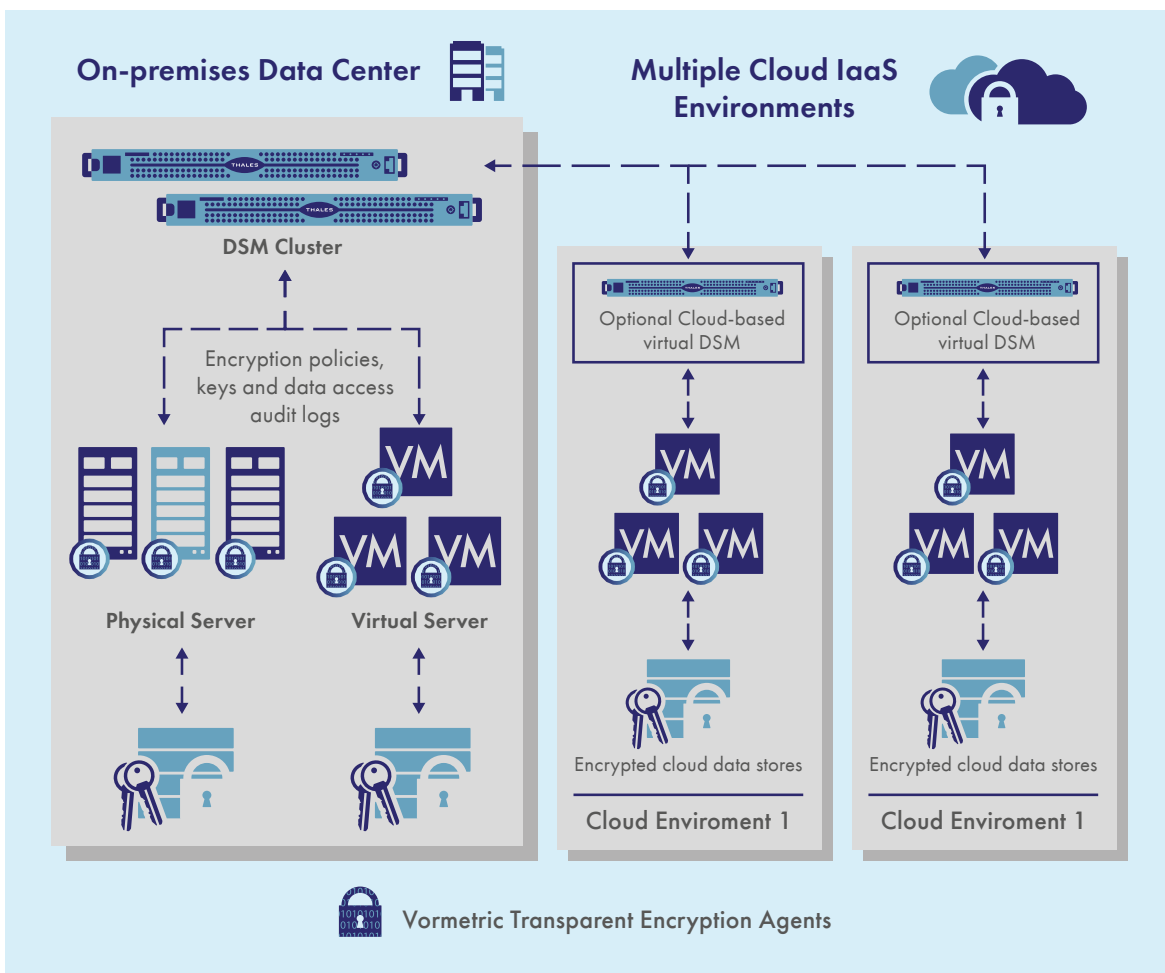 On-premises Data Center
Multiple Cloud IaaS
Environments
THALES
THALES
DSM Cluster
Encryption policies,
keys and data access
audit logs
VM
VM
VM
Physical Server
Virtual Server
THALES
Optional Cloud-based
virtual DSM
VM
VM
VM
Encrypted cloud data stores
Cloud Enviroment 1
THALES
Optional Cloud-based
virtual DSM
VM
VM
VM
Encrypted cloud data stores
Cloud Enviroment 1
Vormetric Transparent Encryption Agents